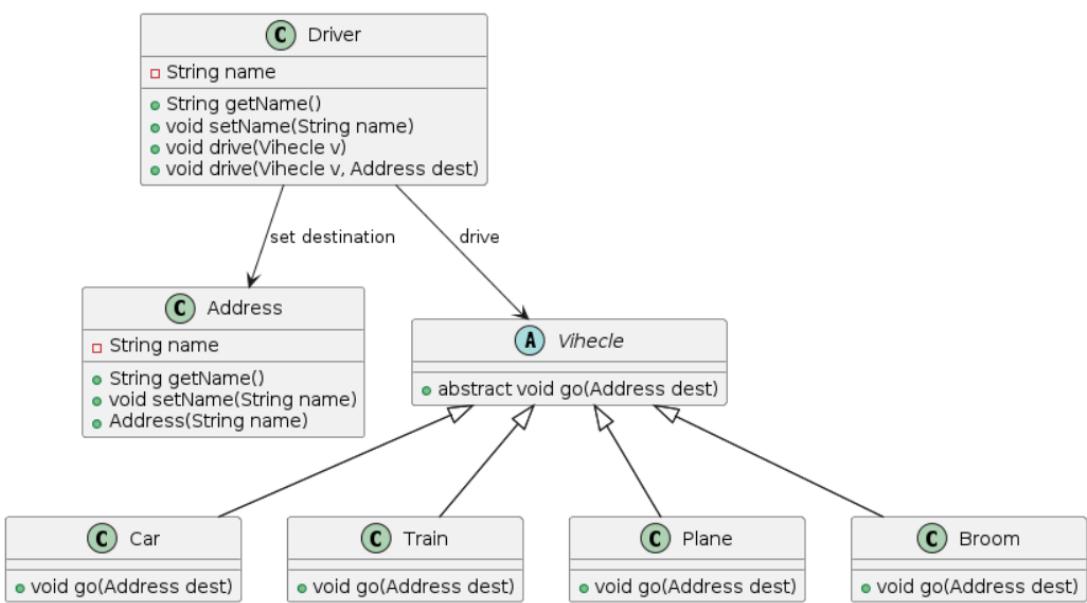 C Driver
String name
String getName()
void setName(String name)
void drive(Vihecle v)
void drive(Vihecle v, Address dest)
set destination
drive
C Address
String name
String getName()
void setName(String name)
Address(String name)
A Vihecle
abstract void go(Address dest)
C Car
void go(Address dest)
C Train
void go(Address dest)
C Plane
void go(Address dest)
C Broom
void go(Address dest)